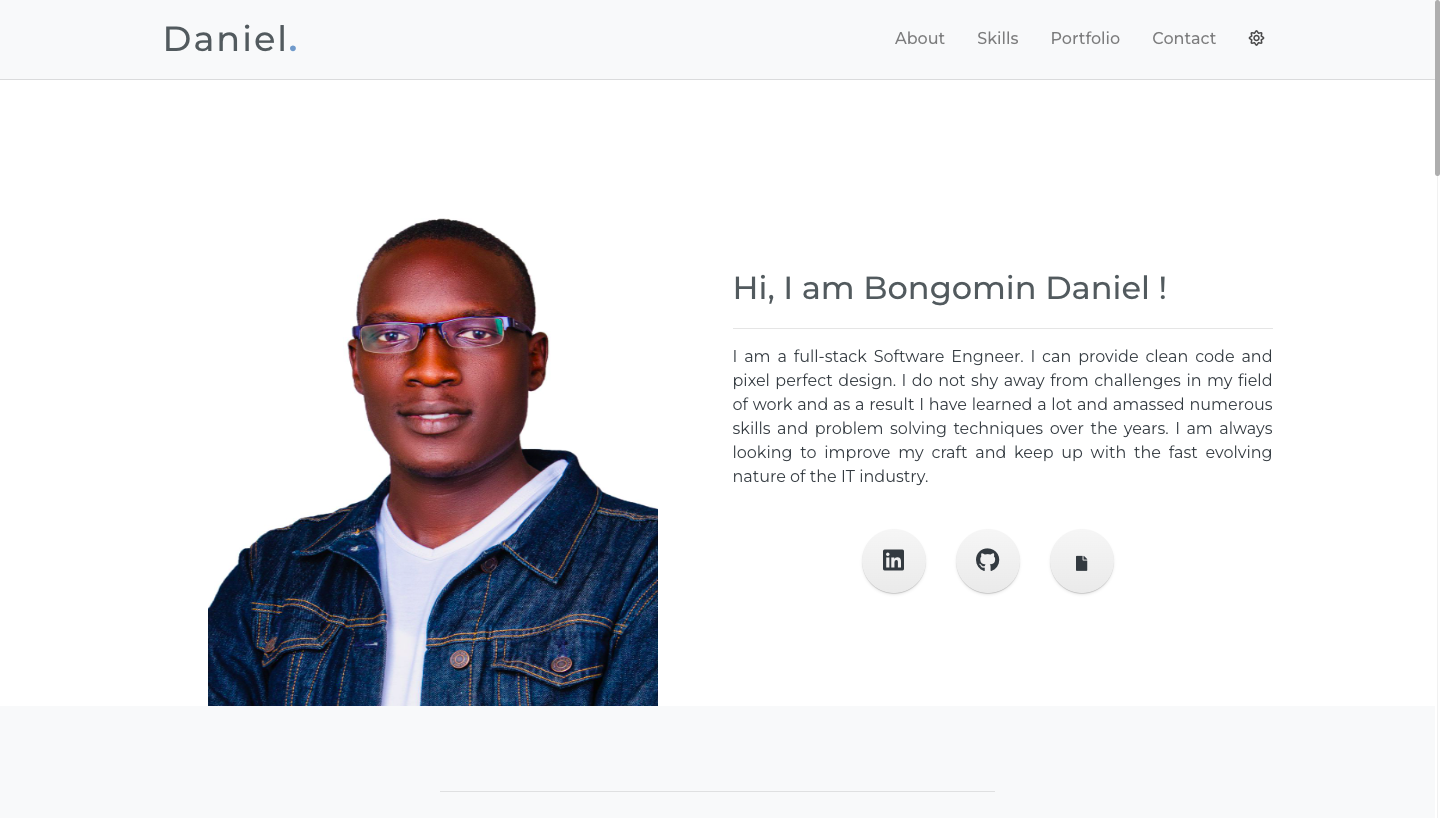 Daniel.
About Skills Portfolio Contact
Hi, I am Bongomin Daniel !
I am a full-stack Software Engneer. I can provide clean code and
pixel perfect design. I do not shy away from challenges in my field
of work and as a result I have learned a lot and amassed numerous
skills and problem solving techniques over the years. I am always
looking to improve my craft and keep up with the fast evolving
nature of the IT industry.
in